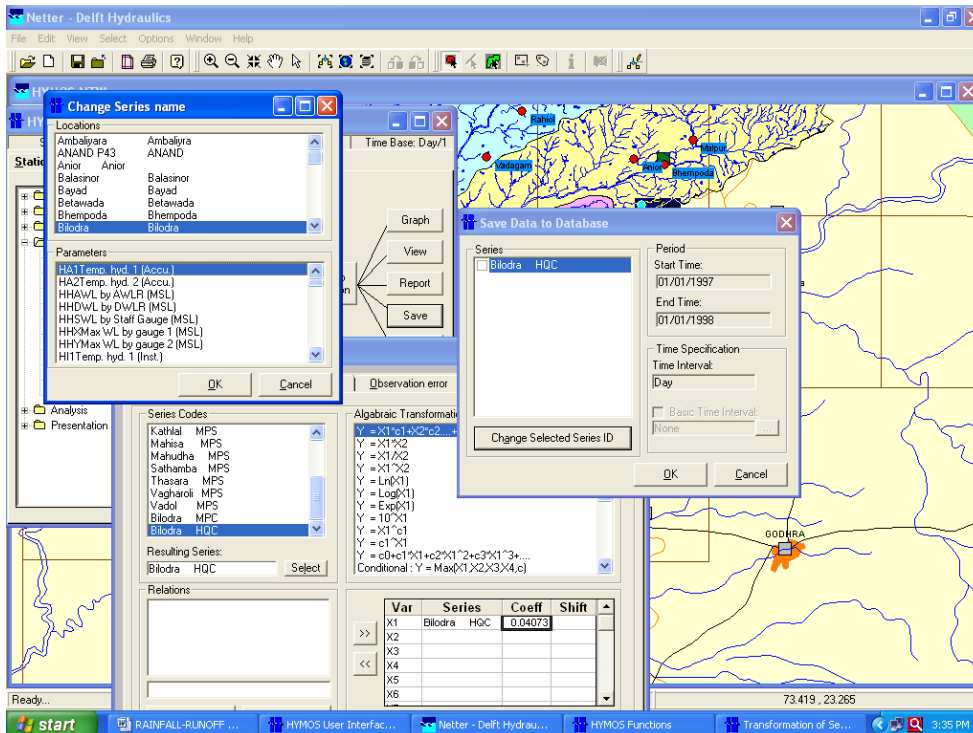 Netter - Delft Hydraulics
File Edit View Select Options Window Help
Change Series name
Locations
Ambaliyara Ambaliyra
ANAND P43 ANAND
Anior Anior
Balasinor Balasinor
Bayad Bayad
Betawada Betawada
Bhempoda Bhempoda
Bilodra Bilodra
Parameters
HA1Temp. hyd. 1 (Accu.)
HA2Temp. hyd. 2 (Accu.)
HHAWL by AWLR (MSL)
HHDWL by DWLR (MSL)
HHSWL by Staff Gauge (MSL)
HHXMax WL by gauge 1 (MSL)
HHYMax WL by gauge 2 (MSL)
HI1Temp. hyd. 1 (Inst.)
OK Cancel
Time Base: Day/1
Graph
View
Report
Save
Analysis
Presentation
Rahiol
Vadagam
Malpur
Anior
Bhempoda
GODHRA
Save Data to Database
Series
Bilodra HQC
Change Selected Series ID
Period
Start Time:
01/01/1997
End Time:
01/01/1998
Time Specification
Time Interval:
Day
Basic Time Interval:
None ...
OK Cancel
Observation error
Series Codes
Kathlal MPS
Mahisa MPS
Mahudha MPS
Sathamba MPS
Thasara MPS
Vagharoli MPS
Vadol MPS
Bilodra MPC
Bilodra HQC
Resulting Series:
Bilodra HQC Select
Relations
Y = X1*c1+X2*c2....+
Y = X1*X2
Y = X1/X2
Y = X1^X2
Y = Ln(X1)
Y = Log(X1)
Y = Exp(X1)
Y = 10^X1
Y = X1^c1
Y = c1^X1
Y = c0+c1*X1+c2*X1^2+c3*X1^3+....
Conditional : Y = Max(X1,X2,X3,X4,c)
>>
<<
Var Series Coeff Shift
X1 Bilodra HQC 0.04073
X2
X3
X4
X5
X6
Ready...
73.419 , 23.265
start
RAINFALL-RUNOFF ...
HYMOS User Interfac...
Netter - Delft Hydrau...
HYMOS Functions
Transformation of Se...
3:35 PM